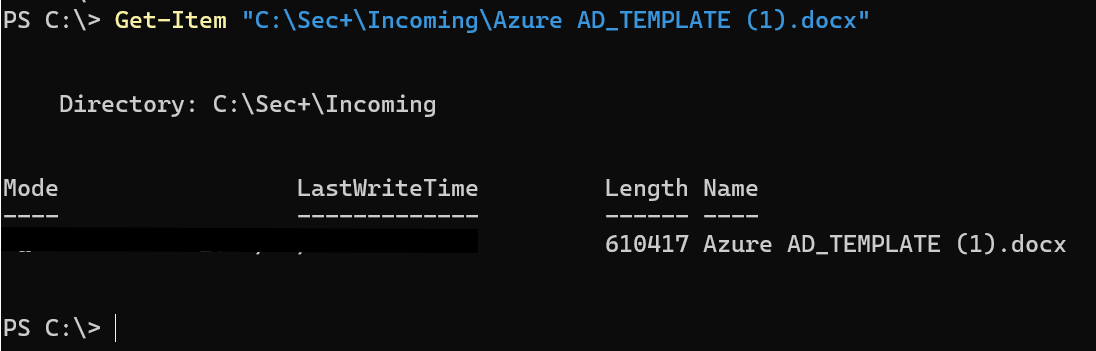 PS C:\> Get-Item "C:\Sec+\Incoming\Azure AD_TEMPLATE (1).docx"
Directory: C:\Sec+\Incoming
Mode LastWriteTime Length Name
---- ------------- ------ ----
610417 Azure AD_TEMPLATE (1).docx
PS C:\>